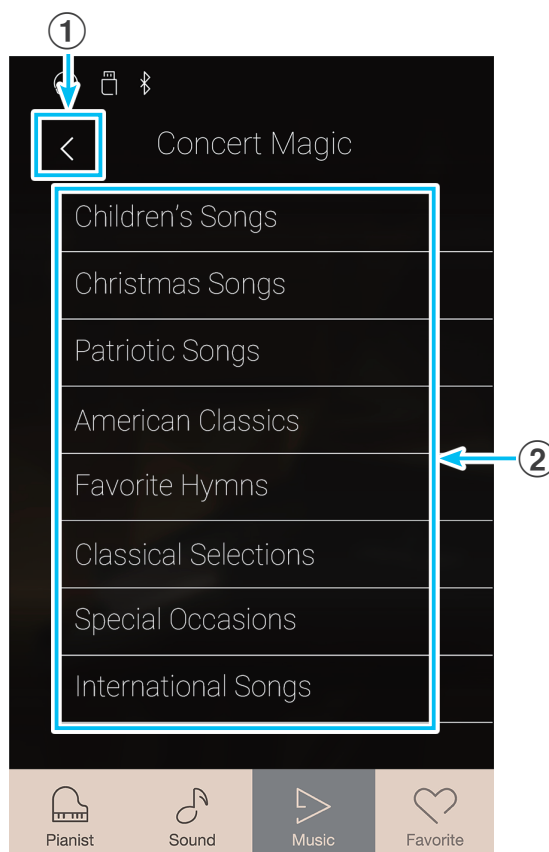 ①
Concert Magic
Children's Songs
Christmas Songs
Patriotic Songs
American Classics
②
Favorite Hymns
Classical Selections
Special Occasions
International Songs
Pianist Sound Music Favorite